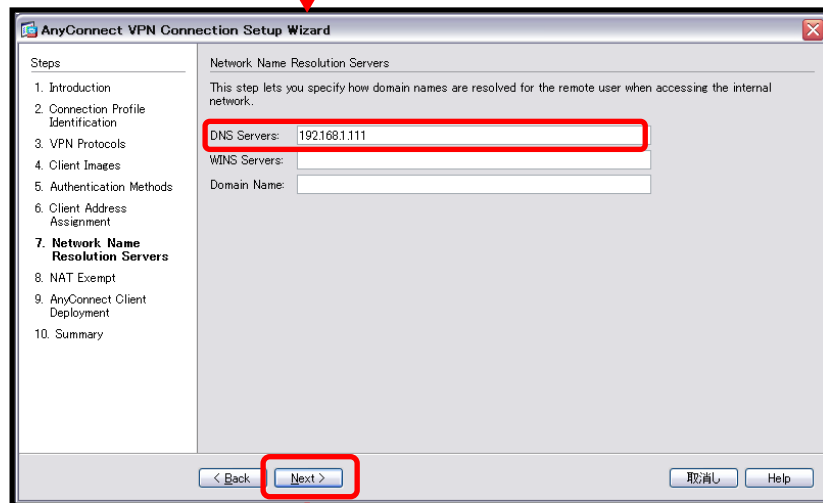 AnyConnect VPN Connection Setup Wizard
Steps
1. Introduction
2. Connection Profile
Identification
3. VPN Protocols
4. Client Images
5. Authentication Methods
6. Client Address
Assignment
7. Network Name
Resolution Servers
8. NAT Exempt
9. AnyConnect Client
Deployment
10. Summary
Network Name Resolution Servers
This step lets you specify how domain names are resolved for the remote user when accessing the internal
network.
DNS Servers: 192.168.1.111
WINS Servers:
Domain Name:
< Back Next > 取消し Help